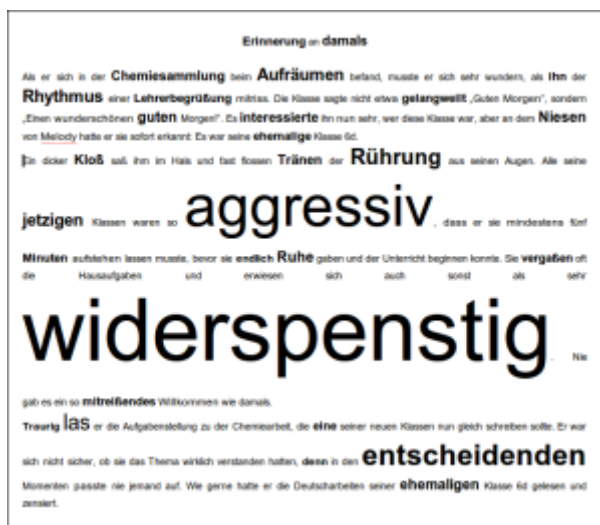 Erinnerung an damals
Als er sich in der Chemiesammlung beim Aufräumen befand, musste er sich sehr wundern, als ihn der
Rhythmus einer Lehrerbegrüßung mitriss. Die Klasse sagte nicht etwa gelangweilt „Guten Morgen", sondern
„Einen wunderschönen guten Morgen". Es interessierte ihn nun sehr, wer diese Klasse war, aber an dem Niesen
von Melody hatte er sie sofort erkannt: Es war seine ehemalige Klasse 6d.
Ein dicker Kloß saß ihm im Hals und fast flossen Tränen der Rührung aus seinen Augen. Alle seine
jetzigen Klassen waren so aggressiv, dass er sie mindestens fünf
Minuten aufstehen lassen musste, bevor sie endlich Ruhe gaben und der Unterricht beginnen konnte. Sie vergaßen oft
die Hausaufgaben und erwiesen sich auch sonst als sehr
widerspenstig. Nie
gab es ein so mitreißendes Willkommen wie damals.
Traurig las er die Aufgabenstellung zu der Chemiearbeit, die eine seiner neuen Klassen nun gleich schreiben sollte. Er war
sich nicht sicher, ob sie das Thema wirklich verstanden hatten, denn in den entscheidenden
Momenten passte nie jemand auf. Wie gerne hatte er die Deutscharbeiten seiner ehemaligen Klasse 6d gelesen und
zensiert.